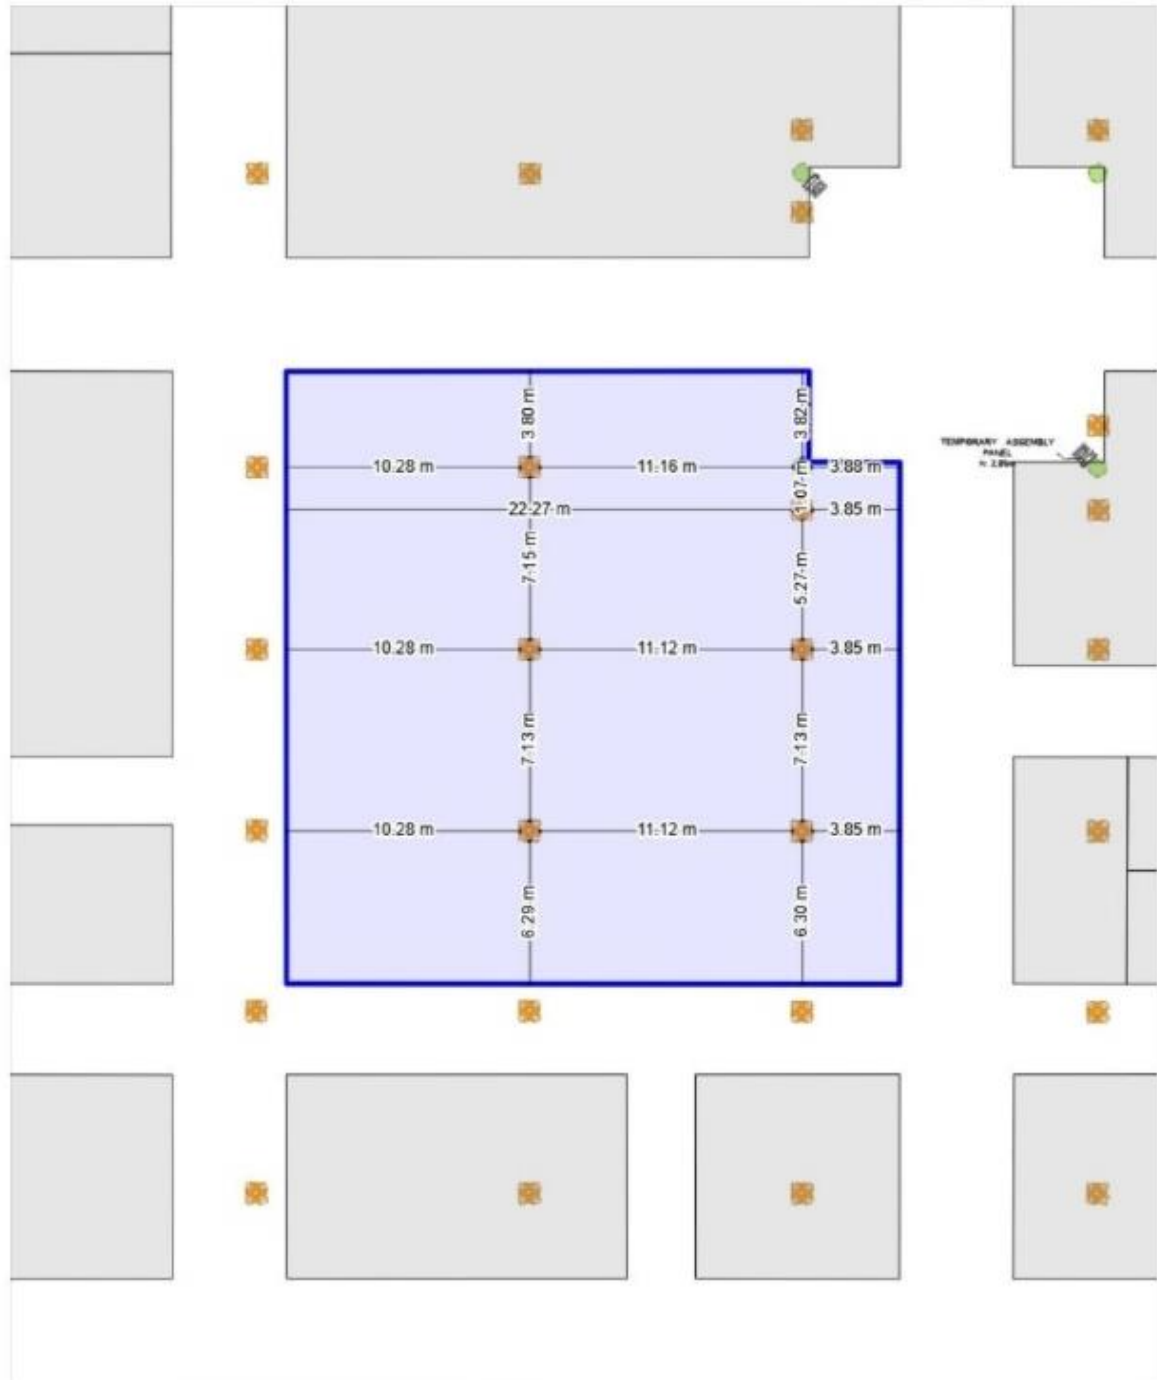 3.80 m
3.82 m
TEMPORARY ASSEMBLY
PANEL
10.28 m
11.16 m
3.88 m
1.07 m
22.27 m
3.85 m
7.15 m
5.27 m
10.28 m
11.12 m
3.85 m
7.13 m
7.13 m
10.28 m
11.12 m
3.85 m
6.29 m
6.30 m